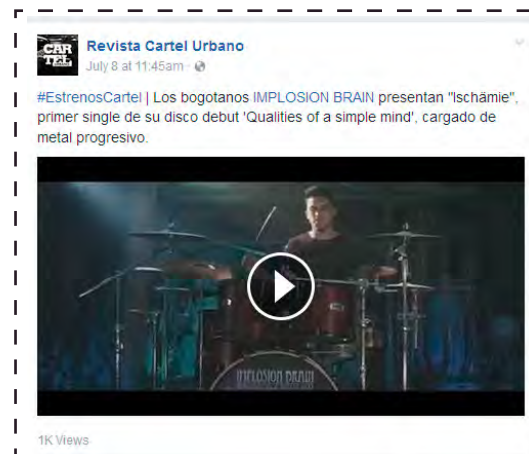 CAR
TEL
Revista Cartel Urbano
July 8 at 11:45am ·
#EstrenosCartel | Los bogotanos IMPLOSION BRAIN presentan "Ischämie",
primer single de su disco debut 'Qualities of a simple mind', cargado de
metal progresivo.
IMPLOSION BRAIN
1K Views